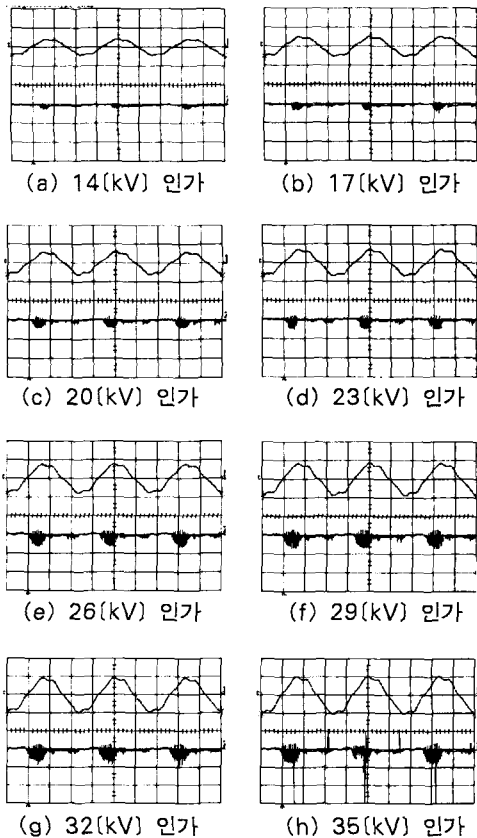 (a) 14[kV] 인가
(b) 17[kV] 인가
(c) 20[kV] 인가
(d) 23[kV] 인가
(e) 26[kV] 인가
(f) 29[kV] 인가
(g) 32[kV] 인가
(h) 35[kV] 인가